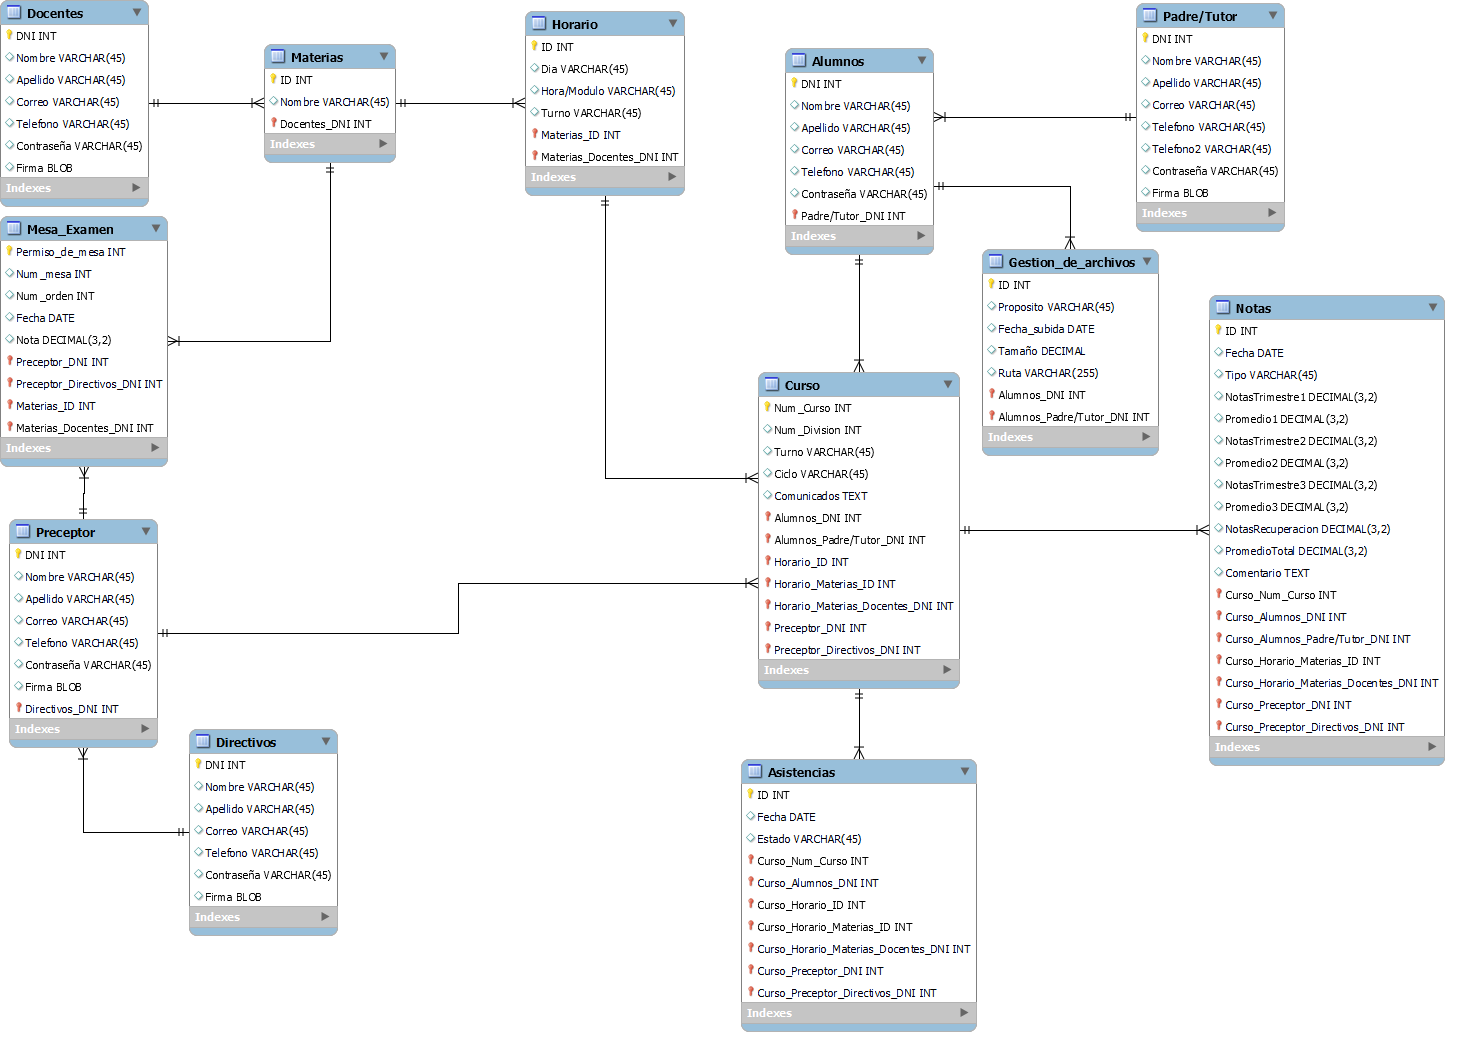 Docentes
DNI INT
Nombre VARCHAR(45)
Apellido VARCHAR(45)
Correo VARCHAR(45)
Telefono VARCHAR(45)
Contraseña VARCHAR(45)
Firma BLOB
Indexes
Materias
ID INT
Nombre VARCHAR(45)
Docentes_DNI INT
Indexes
Horario
ID INT
Dia VARCHAR(45)
Hora/Modulo VARCHAR(45)
Turno VARCHAR(45)
Materias_ID INT
Materias_Docentes_DNI INT
Indexes
Alumnos
DNI INT
Nombre VARCHAR(45)
Apellido VARCHAR(45)
Correo VARCHAR(45)
Telefono VARCHAR(45)
Contraseña VARCHAR(45)
Padre/Tutor_DNI INT
Indexes
Padre/Tutor
DNI INT
Nombre VARCHAR(45)
Apellido VARCHAR(45)
Correo VARCHAR(45)
Telefono VARCHAR(45)
Telefono2 VARCHAR(45)
Contraseña VARCHAR(45)
Firma BLOB
Indexes
Mesa_Examen
Permiso_de_mesa INT
Num_mesa INT
Num_orden INT
Fecha DATE
Nota DECIMAL(3,2)
Preceptor_DNI INT
Preceptor_Directivos_DNI INT
Materias_ID INT
Materias_Docentes_DNI INT
Indexes
Gestion_de_archivos
ID INT
Proposito VARCHAR(45)
Fecha_subida DATE
Tamaño DECIMAL
Ruta VARCHAR(255)
Alumnos_DNI INT
Alumnos_Padre/Tutor_DNI INT
Indexes
Notas
ID INT
Fecha DATE
Tipo VARCHAR(45)
NotasTrimestre1 DECIMAL(3,2)
Promedio1 DECIMAL(3,2)
NotasTrimestre2 DECIMAL(3,2)
Promedio2 DECIMAL(3,2)
NotasTrimestre3 DECIMAL(3,2)
Promedio3 DECIMAL(3,2)
NotasRecuperacion DECIMAL(3,2)
PromedioTotal DECIMAL(3,2)
Comentario TEXT
Curso_Num_Curso INT
Curso_Alumnos_DNI INT
Curso_Alumnos_Padre/Tutor_DNI INT
Curso_Horario_Materias_ID INT
Curso_Horario_Materias_Docentes_DNI INT
Curso_Preceptor_DNI INT
Curso_Preceptor_Directivos_DNI INT
Indexes
Curso
Num_Curso INT
Num_Division INT
Turno VARCHAR(45)
Ciclo VARCHAR(45)
Comunicados TEXT
Alumnos_DNI INT
Alumnos_Padre/Tutor_DNI INT
Horario_ID INT
Horario_Materias_ID INT
Horario_Materias_Docentes_DNI INT
Preceptor_DNI INT
Preceptor_Directivos_DNI INT
Indexes
Preceptor
DNI INT
Nombre VARCHAR(45)
Apellido VARCHAR(45)
Correo VARCHAR(45)
Telefono VARCHAR(45)
Contraseña VARCHAR(45)
Firma BLOB
Directivos_DNI INT
Indexes
Directivos
DNI INT
Nombre VARCHAR(45)
Apellido VARCHAR(45)
Correo VARCHAR(45)
Telefono VARCHAR(45)
Contraseña VARCHAR(45)
Firma BLOB
Indexes
Asistencias
ID INT
Fecha DATE
Estado VARCHAR(45)
Curso_Num_Curso INT
Curso_Alumnos_DNI INT
Curso_Horario_ID INT
Curso_Horario_Materias_ID INT
Curso_Horario_Materias_Docentes_DNI INT
Curso_Preceptor_DNI INT
Curso_Preceptor_Directivos_DNI INT
Indexes